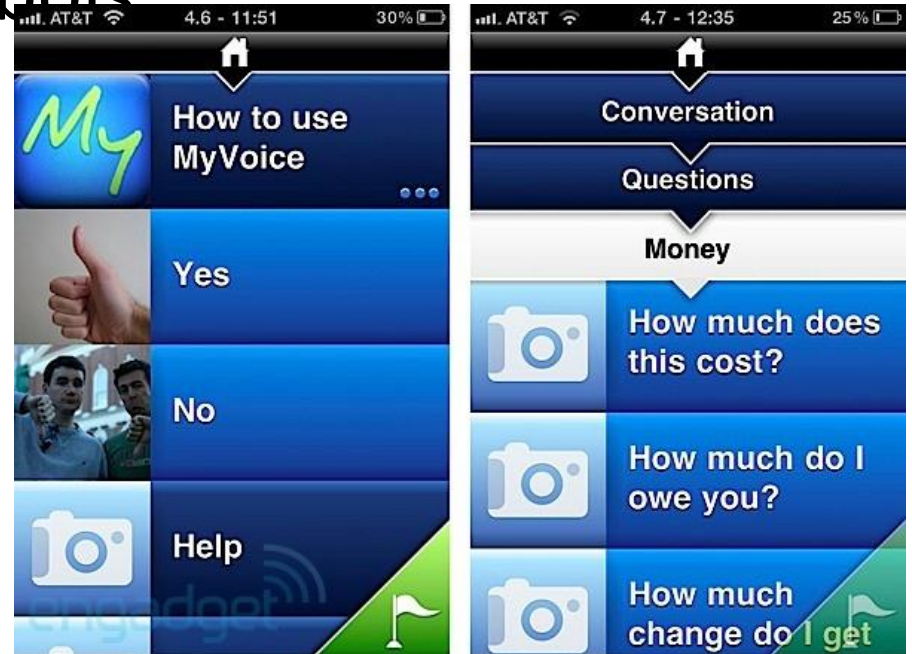 AT&T 4.6 - 11:51 30%
My
How to use
MyVoice
Yes
No
Help
engadget
AT&T 4.7 - 12:35 25%
Conversation
Questions
Money
How much does
this cost?
How much do I
owe you?
How much
change do I get